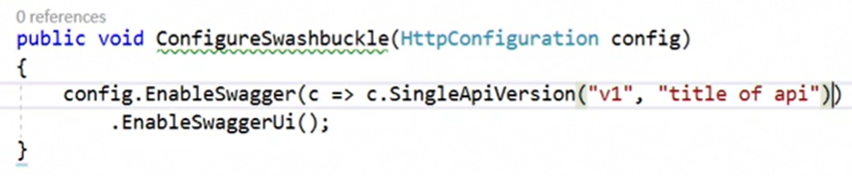 0 references
public void ConfigureSwashbuckle(HttpConfiguration config)
{
    config.EnableSwagger(c => c.SingleApiVersion("v1", "title of api"))
        .EnableSwaggerUi();
}